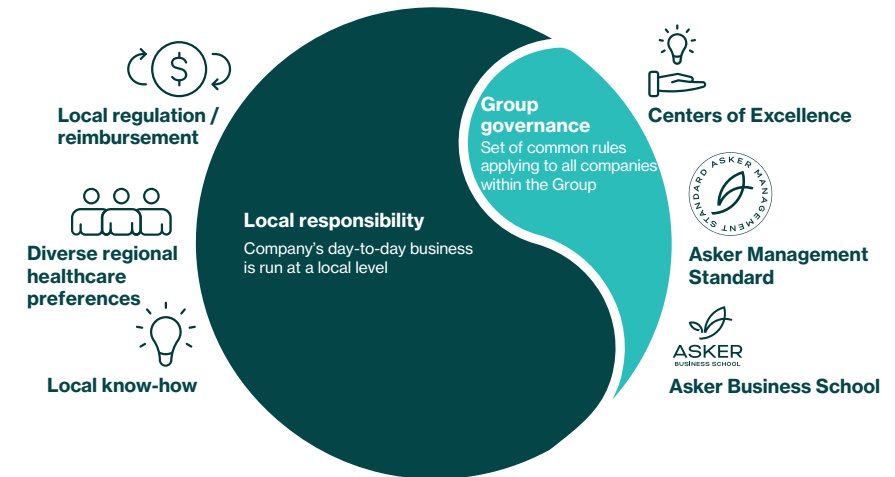 $
Local regulation /
reimbursement
Diverse regional
healthcare
preferences
Local know-how
Local responsibility
Company's day-to-day business
is run at a local level
Group
governance
Set of common rules
applying to all companies
within the Group
Centers of Excellence
ASKER MANAGEMENT STANDARD
Asker Management
Standard
ASKER
BUSINESS SCHOOL
Asker Business School